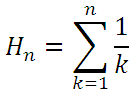 H_n = \sum_{k=1}^{n} \frac{1}{k}